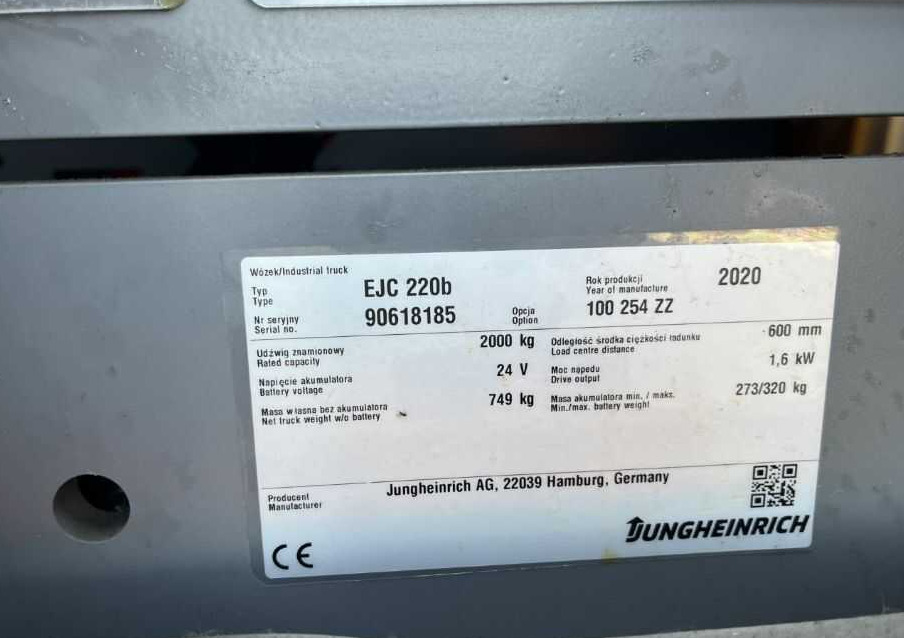 Wózek/Industrial truck
Typ
Type
EJC 220b
Rok produkcji
Year of manufacture
2020
Nr seryjny
Serial no.
90618185
Opcja
Option
100 254 ZZ
Udźwig znamionowy
Rated capacity
2000 kg
Odległość środka ciężkości ładunku
Load centre distance
600 mm
Napięcie akumulatora
Battery voltage
24 V
Moc napędu
Drive output
1,6 kW
Masa własna bez akumulatora
Net truck weight w/o battery
749 kg
Masa akumulatora min. / maks.
Min./max. battery weight
273/320 kg
Producent
Manufacturer
Jungheinrich AG, 22039 Hamburg, Germany
CE
JUNGHEINRICH